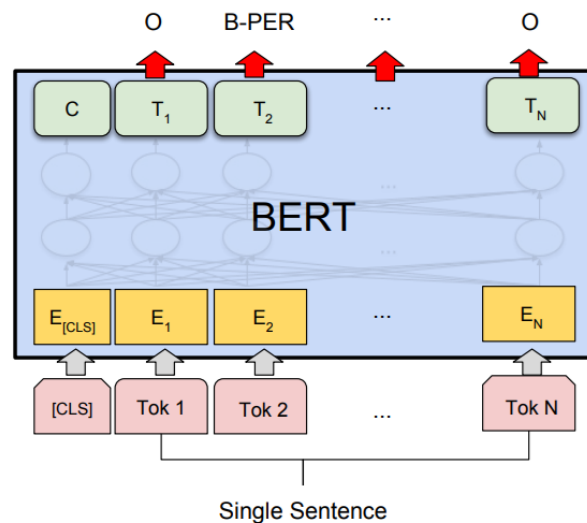 O B-PER ... O
C T1 T2 ... TN
...
BERT
...
E[CLS] E1 E2 ... EN
[CLS] Tok 1 Tok 2 ... Tok N
Single Sentence